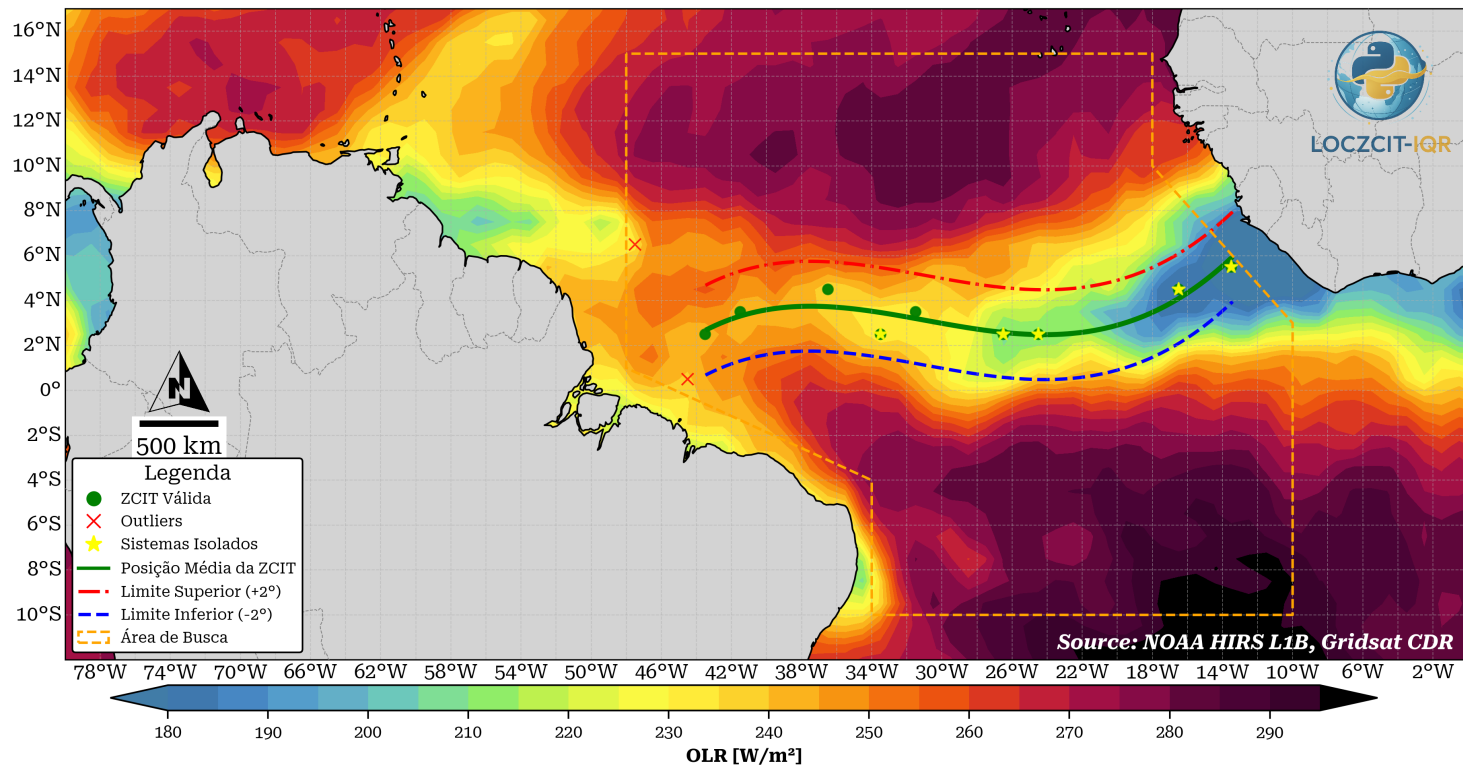 16°N
14°N
12°N
10°N
8°N
6°N
4°N
2°N
0°
2°S
4°S
6°S
8°S
10°S
LOCZCIT-IQR
N
500 km
Legenda
ZCIT Válida
Outliers
Sistemas Isolados
Posição Média da ZCIT
Limite Superior (+2°)
Limite Inferior (-2°)
Área de Busca
Source: NOAA HIRS L1B, Gridsat CDR
78°W 74°W 70°W 66°W 62°W 58°W 54°W 50°W 46°W 42°W 38°W 34°W 30°W 26°W 22°W 18°W 14°W 10°W 6°W 2°W
180 190 200 210 220 230 240 250 260 270 280 290
OLR [W/m²]